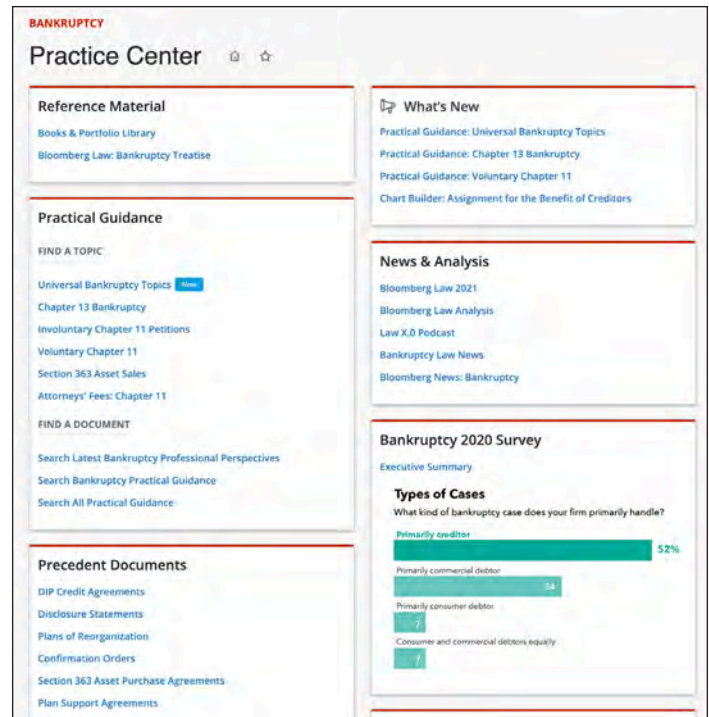 BANKRUPTCY
Practice Center
Reference Material
Books & Portfolio Library
Bloomberg Law: Bankruptcy Treatise
Practical Guidance
FIND A TOPIC
Universal Bankruptcy Topics New
Chapter 13 Bankruptcy
Involuntary Chapter 11 Petitions
Voluntary Chapter 11
Section 363 Asset Sales
Attorneys' Fees: Chapter 11
FIND A DOCUMENT
Search Latest Bankruptcy Professional Perspectives
Search Bankruptcy Practical Guidance
Search All Practical Guidance
Precedent Documents
DIP Credit Agreements
Disclosure Statements
Plans of Reorganization
Confirmation Orders
Section 363 Asset Purchase Agreements
Plan Support Agreements
What's New
Practical Guidance: Universal Bankruptcy Topics
Practical Guidance: Chapter 13 Bankruptcy
Practical Guidance: Voluntary Chapter 11
Chart Builder: Assignment for the Benefit of Creditors
News & Analysis
Bloomberg Law 2021
Bloomberg Law Analysis
Law X.0 Podcast
Bankruptcy Law News
Bloomberg News: Bankruptcy
Bankruptcy 2020 Survey
Executive Summary
Types of Cases
What kind of bankruptcy case does your firm primarily handle?
Primarily creditor
52%
Primarily commercial debtor
34
Primarily consumer debtor
7
Consumer and commercial debtors equally
7